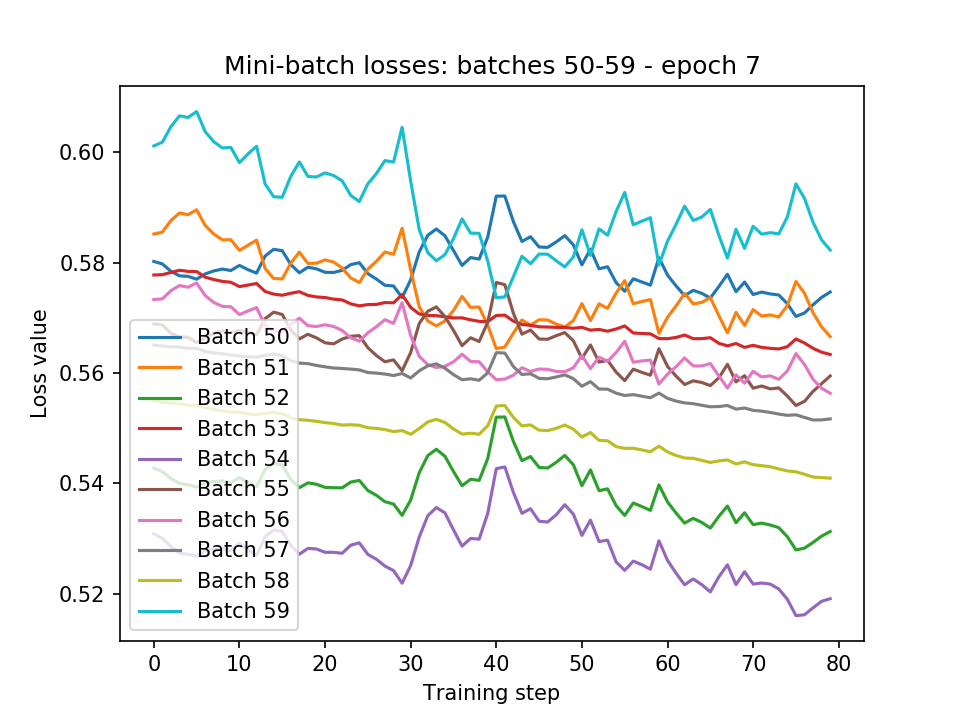 Mini-batch losses: batches 50-59 - epoch 7
Loss value
0.60
0.58
0.56
0.54
0.52
Batch 50
Batch 51
Batch 52
Batch 53
Batch 54
Batch 55
Batch 56
Batch 57
Batch 58
Batch 59
0 10 20 30 40 50 60 70 80
Training step